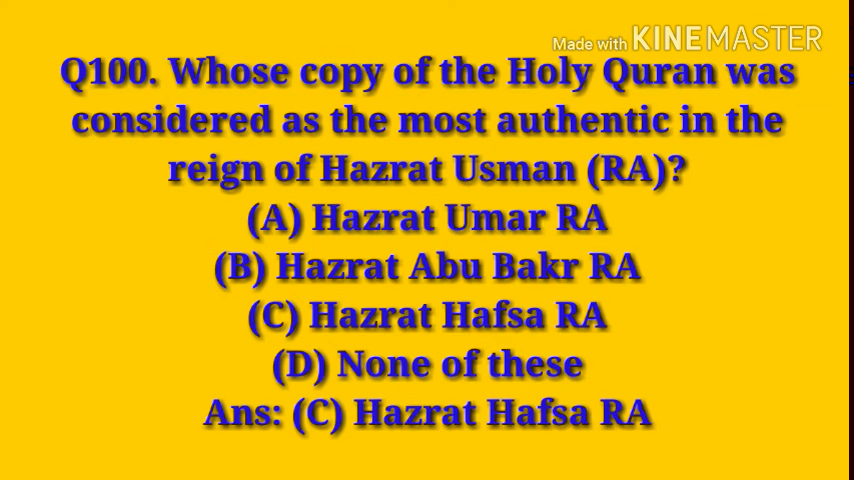 Made with KINEMASTER
Q100. Whose copy of the Holy Quran was
considered as the most authentic in the
reign of Hazrat Usman (RA)?
(A) Hazrat Umar RA
(B) Hazrat Abu Bakr RA
(C) Hazrat Hafsa RA
(D) None of these
Ans: (C) Hazrat Hafsa RA